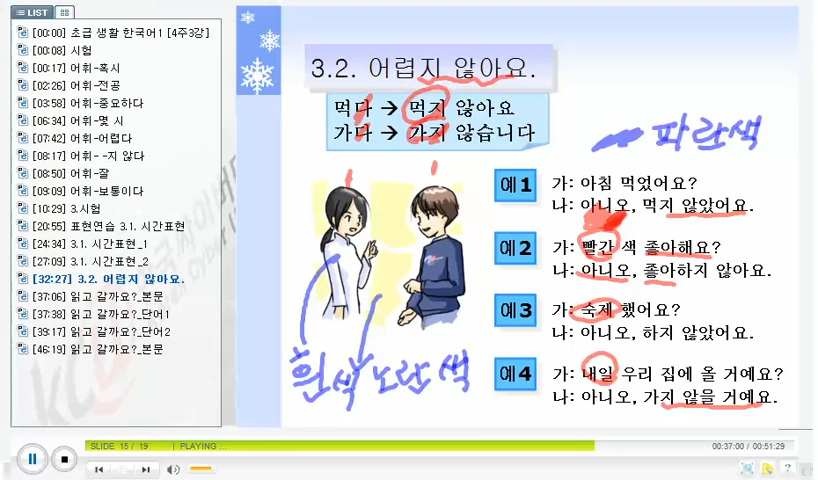 LIST
[00:00] 초급 생활 한국어1 [4주3강]
[00:08] 시험
[00:17] 어휘-혹시
[02:26] 어휘-전공
[03:58] 어휘-중요하다
[06:34] 어휘-몇 시
[07:42] 어휘-어렵다
[08:17] 어휘- -지 않다
[08:50] 어휘-잘
[09:09] 어휘-보통이다
[10:29] 3.시험
[20:55] 표현연습 3.1. 시간표현
[24:34] 3.1. 시간표현_1
[27:09] 3.1. 시간표현_2
[32:27] 3.2. 어렵지 않아요.
[37:06] 읽고 갈까요?_본문
[37:38] 읽고 갈까요?_단어1
[39:17] 읽고 갈까요?_단어2
[46:19] 읽고 갈까요?_본문
3.2. 어렵지 않아요.
먹다 → 먹지 않아요
가다 → 가지 않습니다
파란색
예1
가: 아침 먹었어요?
나: 아니오, 먹지 않았어요.
예2
가: 빨간 색 좋아해요?
나: 아니오, 좋아하지 않아요.
예3
가: 숙제 했어요?
나: 아니오, 하지 않았어요.
예4
가: 내일 우리 집에 올 거예요?
나: 아니오, 가지 않을 거예요.
흰색 노란 색
SLIDE 15 / 19 PLAYING ...
00:37:00 / 00:51:29